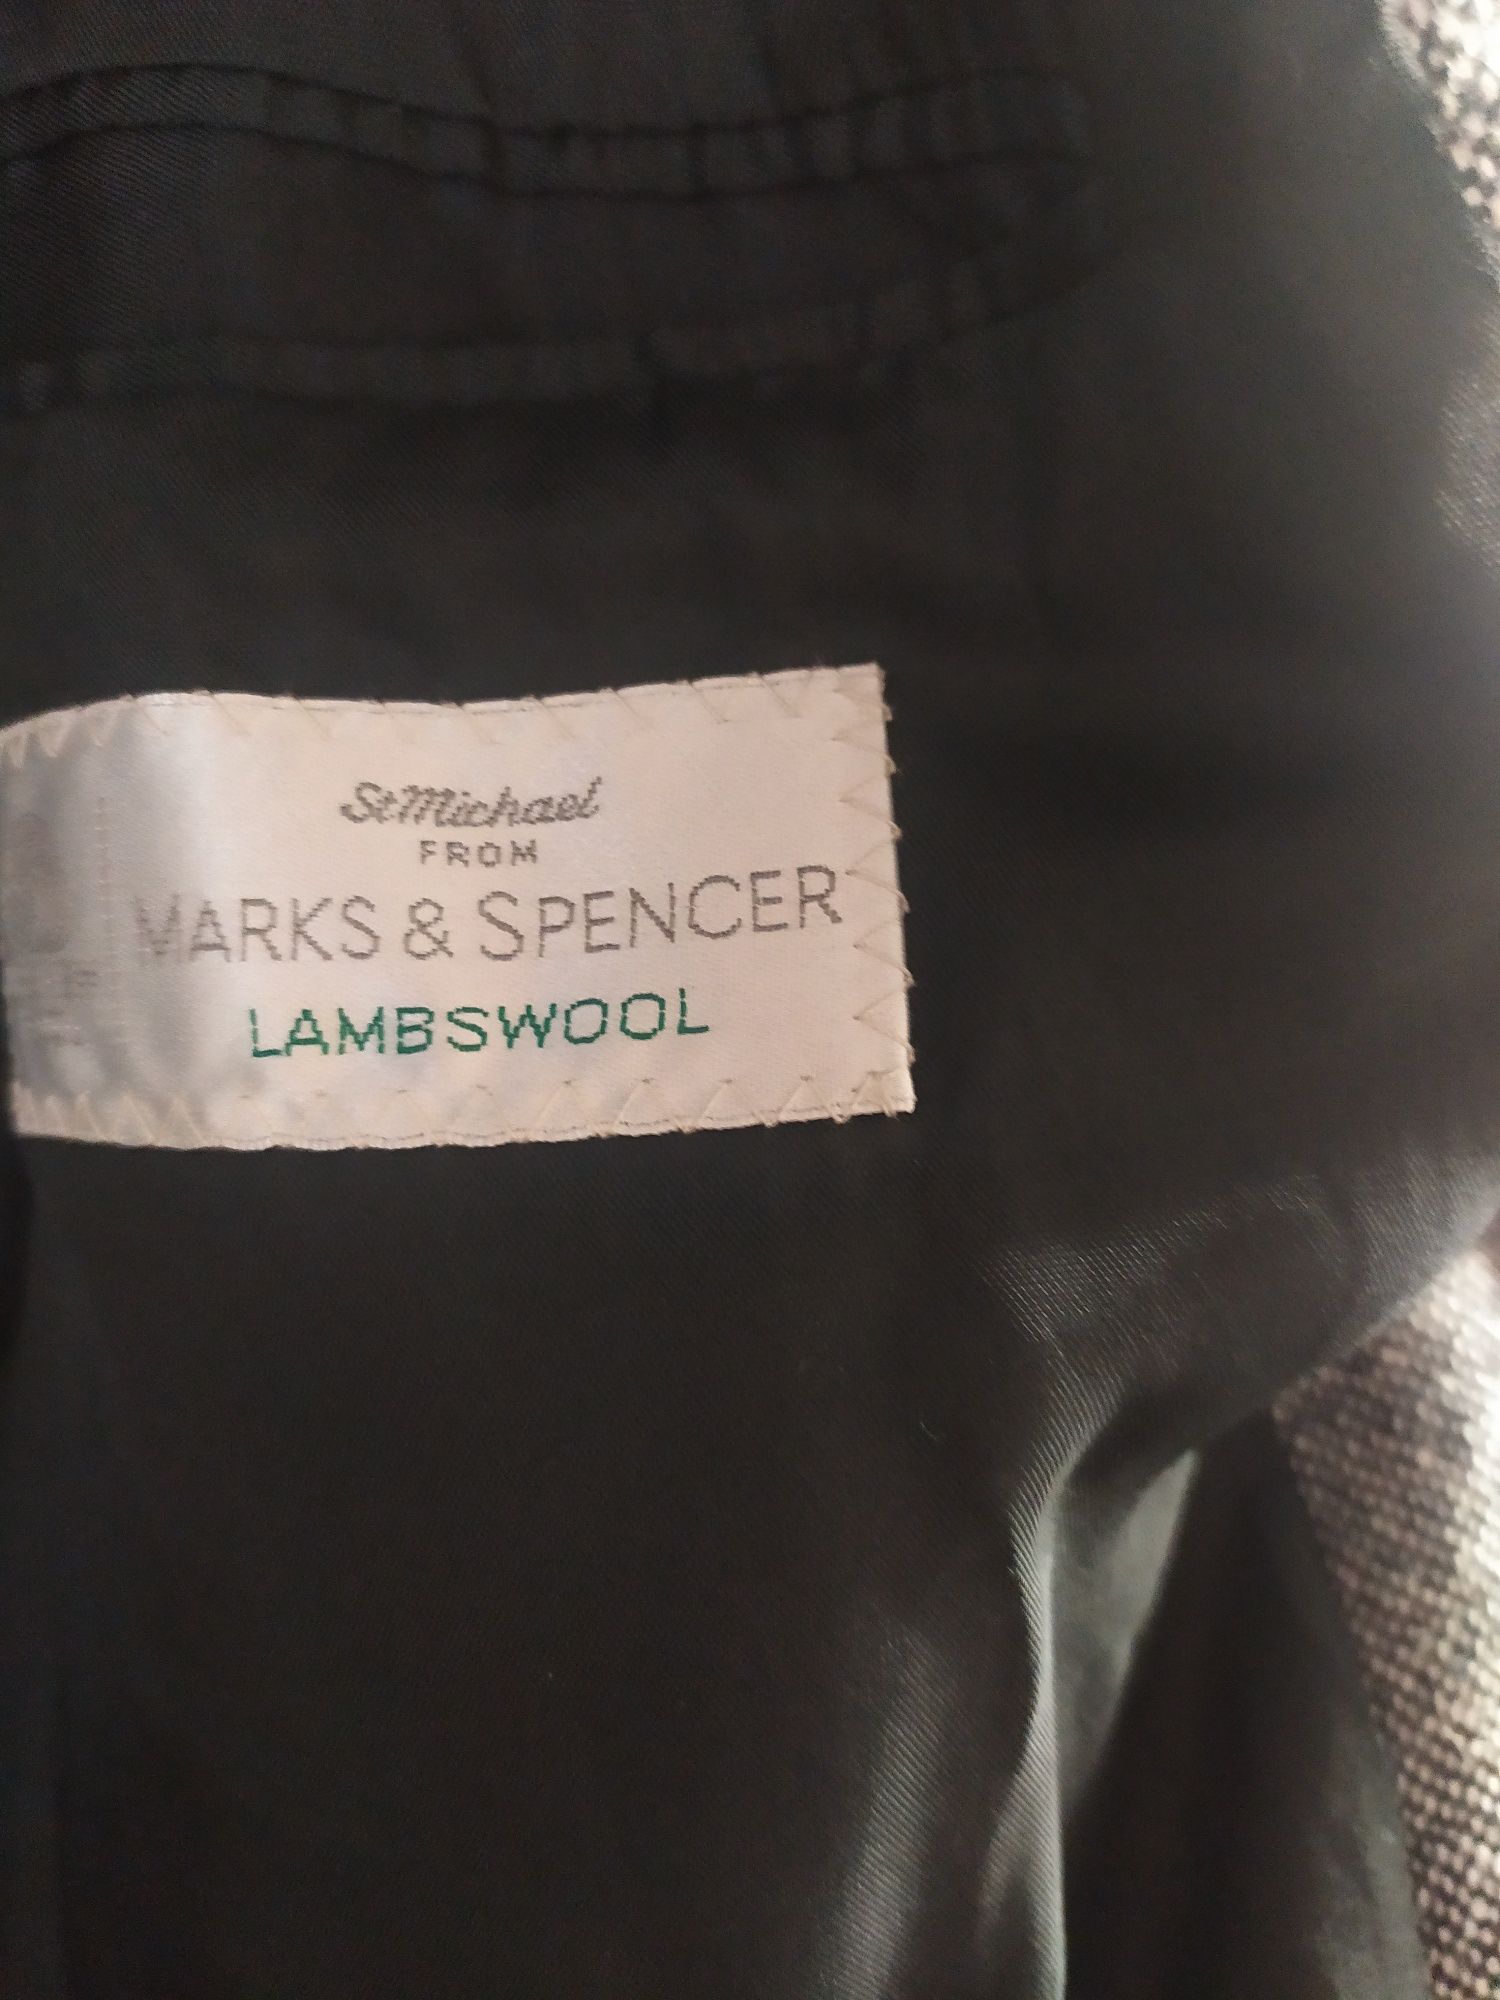 St Michael
FROM
MARKS & SPENCER
LAMBSWOOL